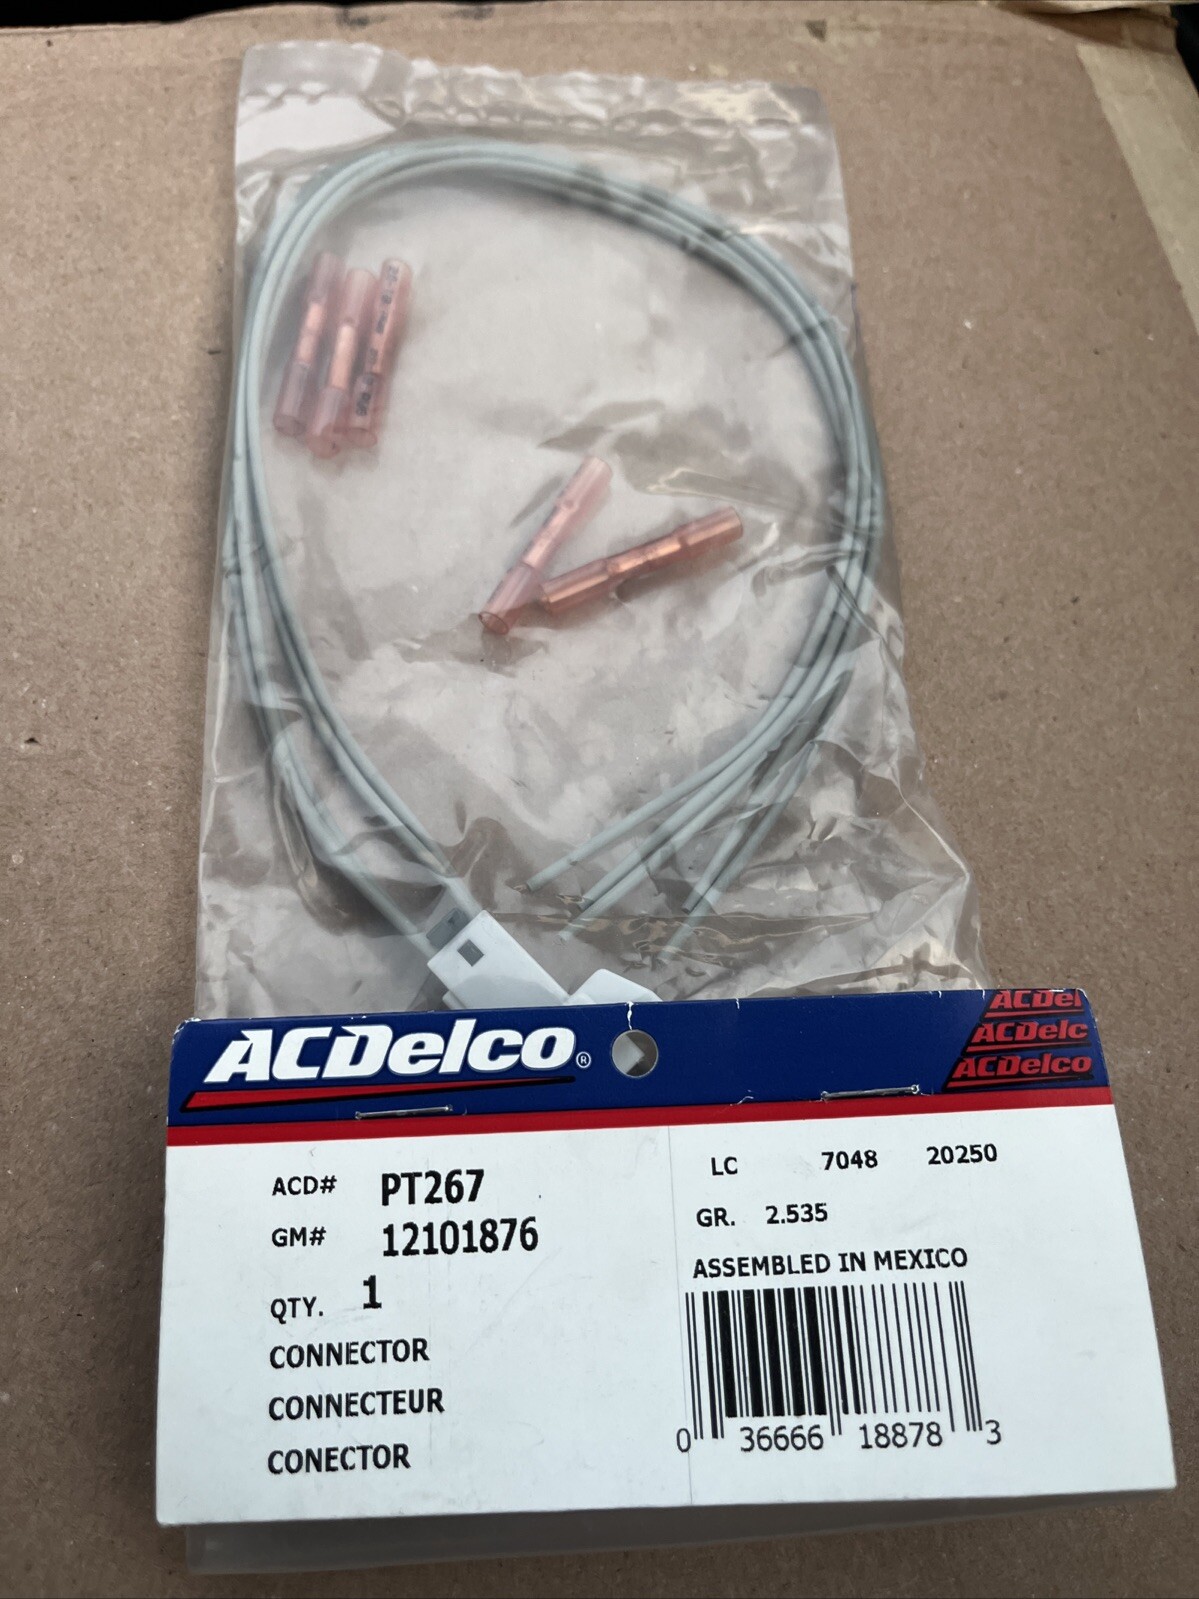 ACDelco®
ACDel
ACDelc
ACDelco
ACD# PT267
GM# 12101876
QTY. 1
CONNECTOR
CONNECTEUR
CONECTOR
LC 7048 20250
GR. 2.535
ASSEMBLED IN MEXICO
0 36666 18878 3